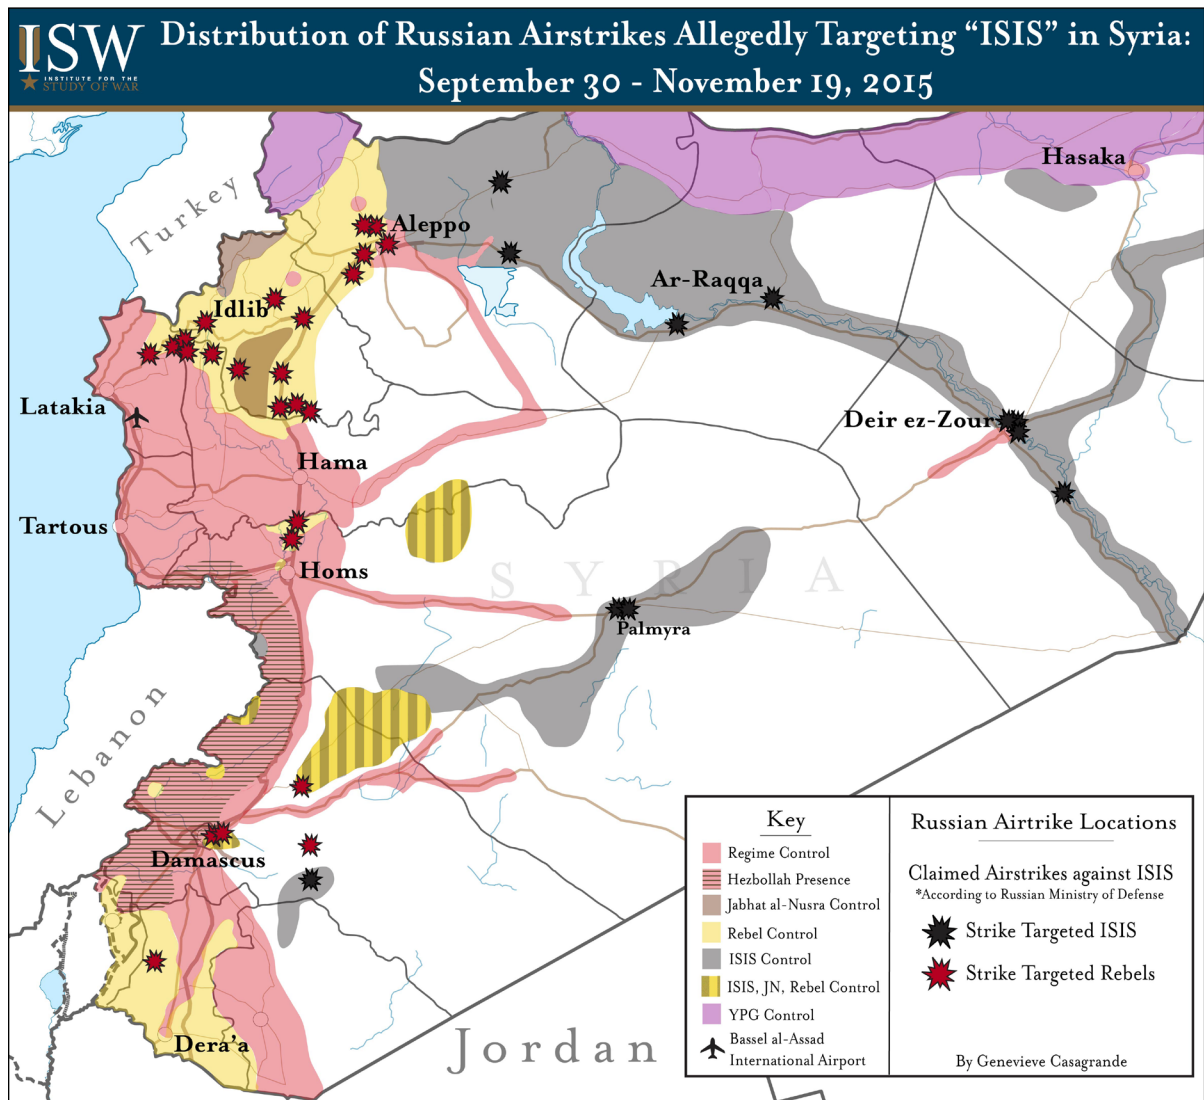 ISW
INSTITUTE FOR THE
STUDY OF WAR
Distribution of Russian Airstrikes Allegedly Targeting “ISIS” in Syria:
September 30 - November 19, 2015
Hasaka
Turkey
Aleppo
Ar-Raqqa
Idlib
Latakia
Deir ez-Zour
Hama
Tartous
Homs
SYRIA
Palmyra
Lebanon
Damascus
Dera’a
Jordan
Key
Regime Control
Hezbollah Presence
Jabhat al-Nusra Control
Rebel Control
ISIS Control
ISIS, JN, Rebel Control
YPG Control
Bassel al-Assad
International Airport
Russian Airtrike Locations
Claimed Airstrikes against ISIS
*According to Russian Ministry of Defense
Strike Targeted ISIS
Strike Targeted Rebels
By Genevieve Casagrande